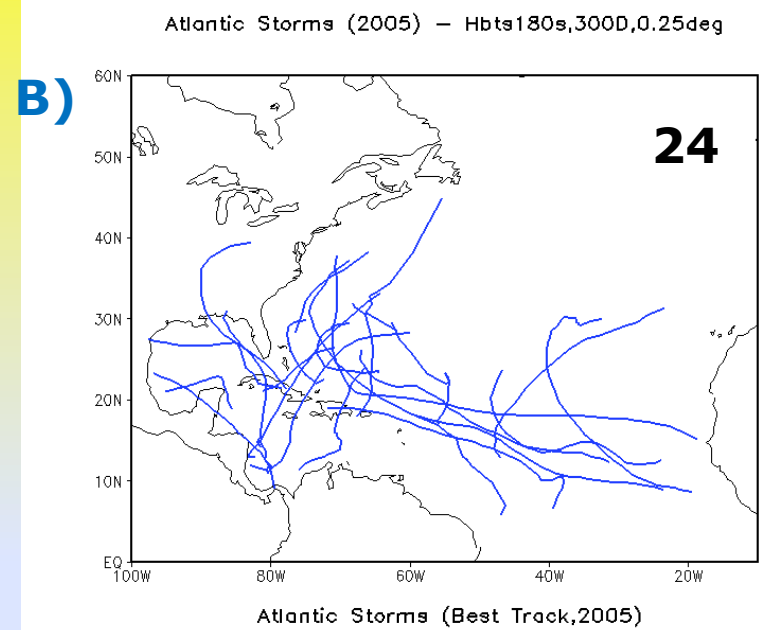 Atlantic Storms (2005) – Hbts180s,300D,0.25deg
B)
24
60N
50N
40N
30N
20N
10N
EQ
100W 80W 60W 40W 20W
Atlantic Storms (Best Track,2005)